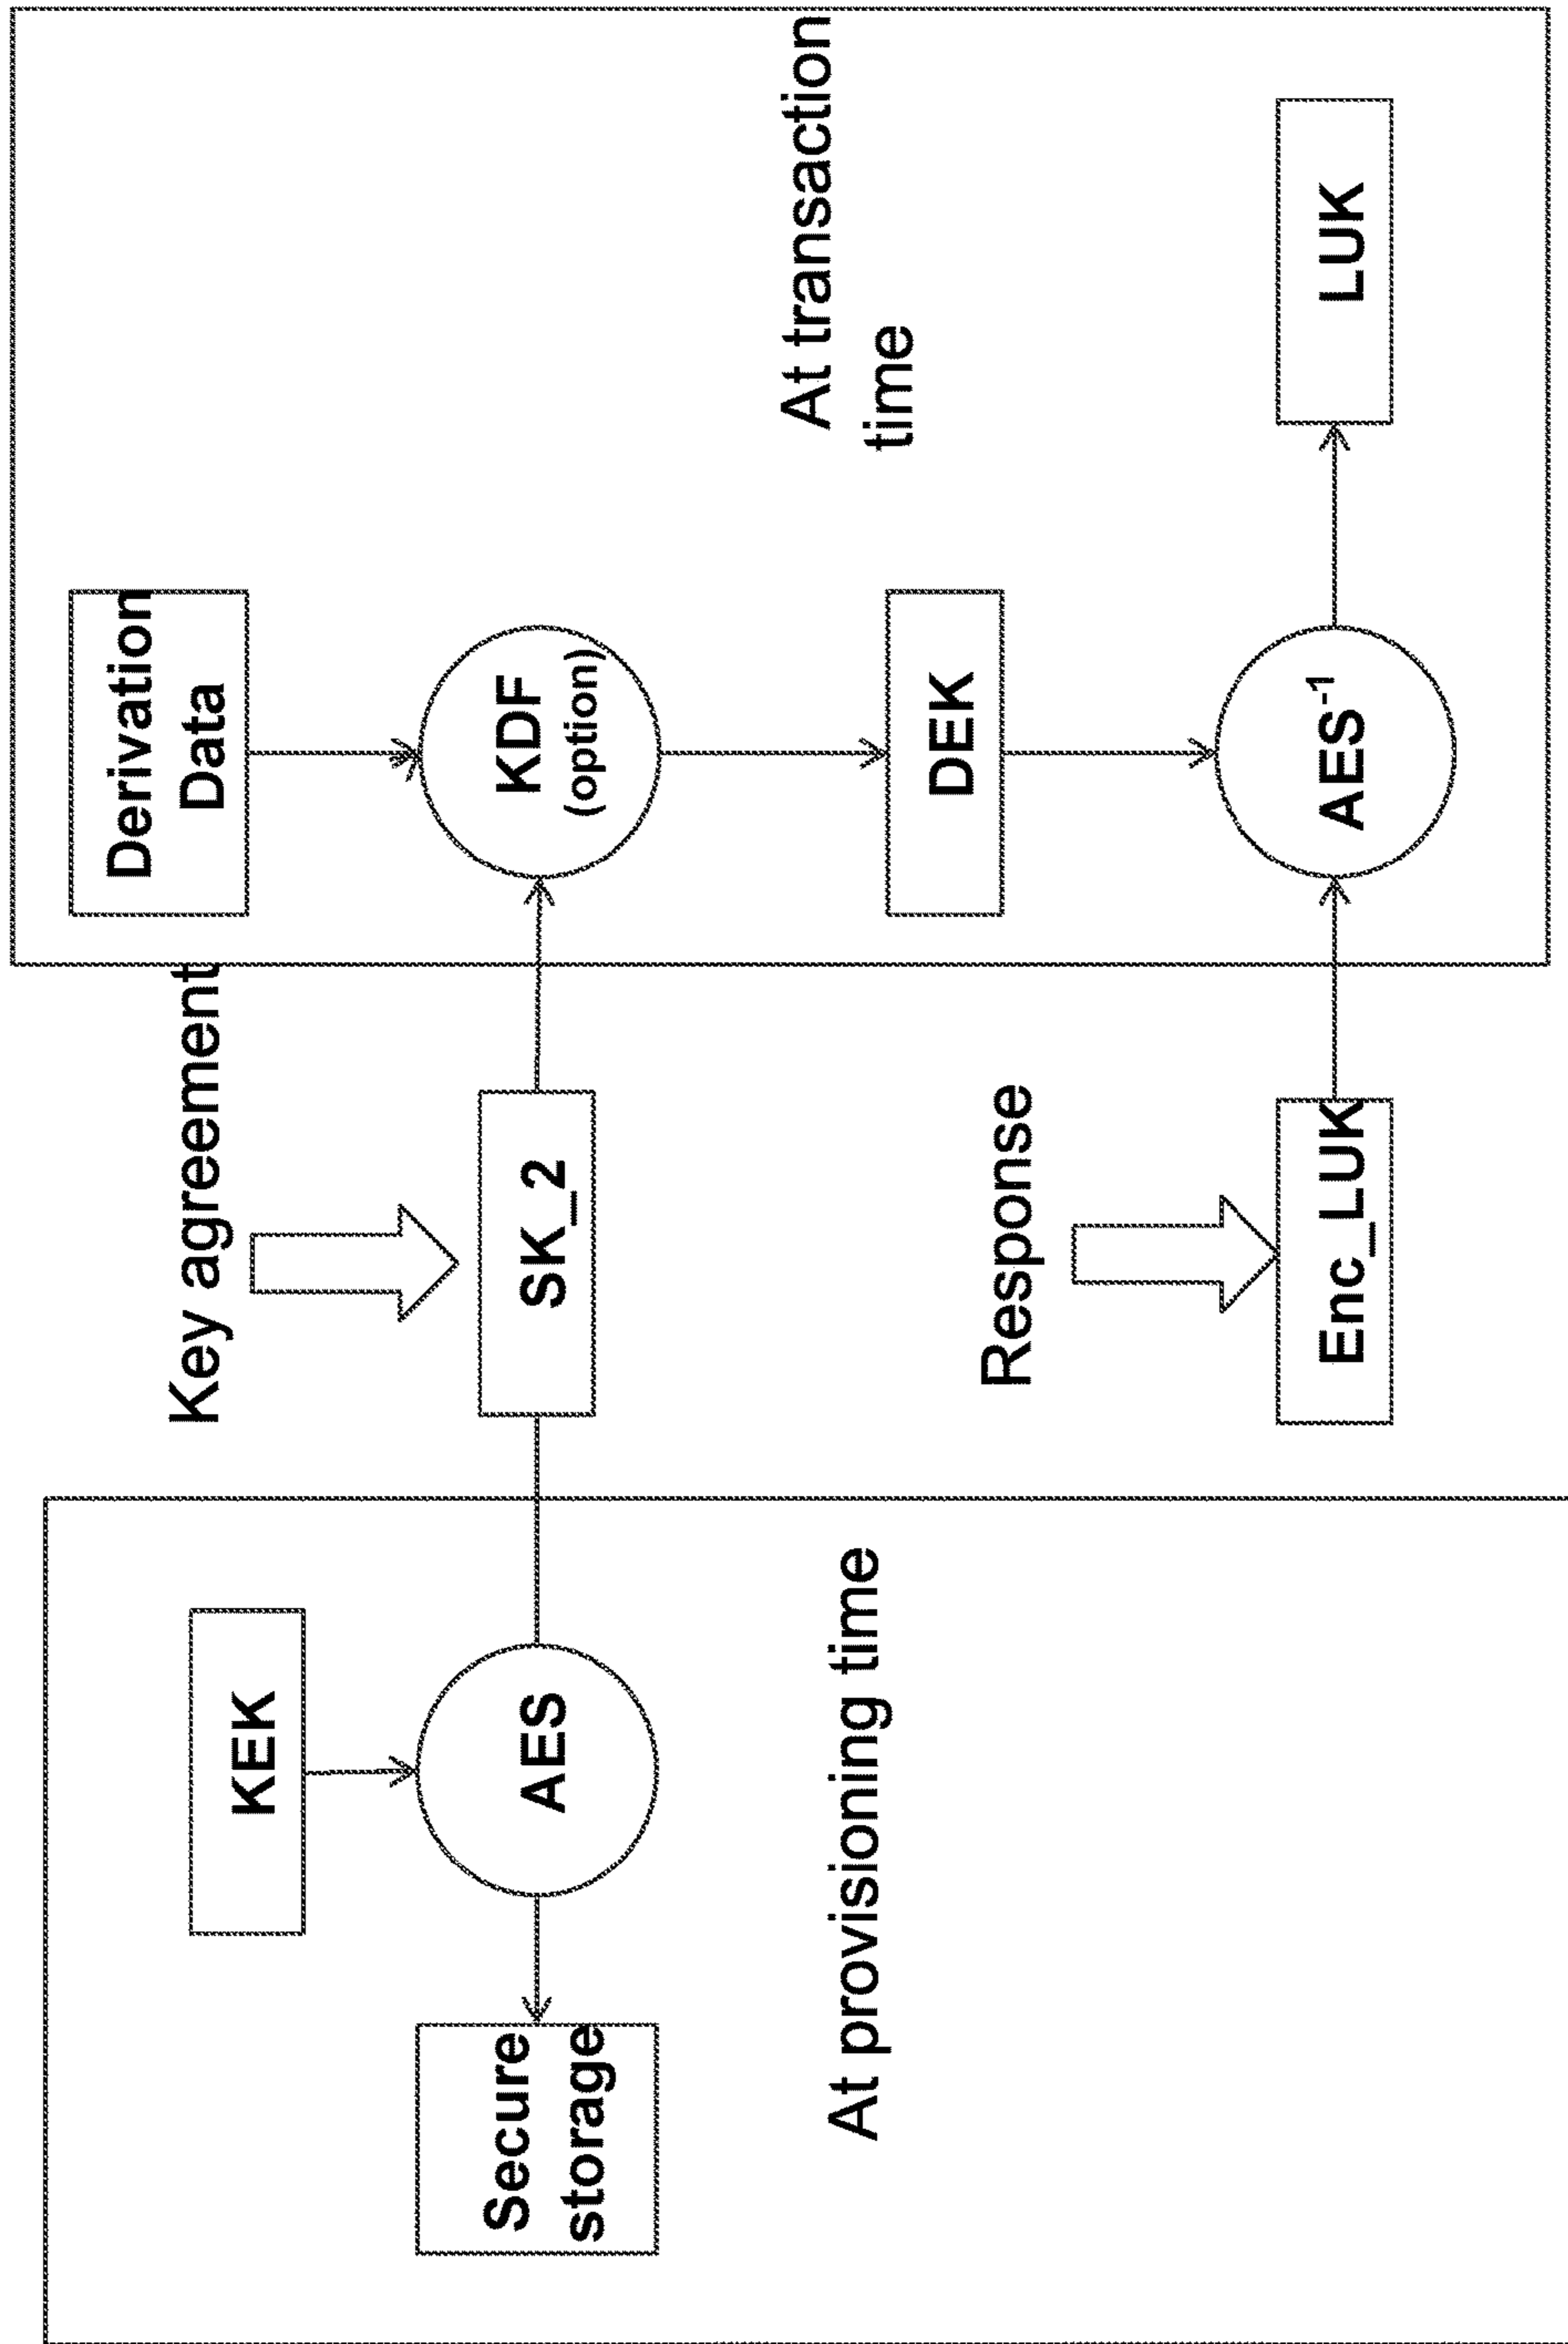 KEK
Secure
storage
AES
At provisioning time
Key agreement
SK_2
Response
Enc_LUK
Derivation
Data
KDF
(option)
DEK
At transaction
time
AES⁻¹
LUK